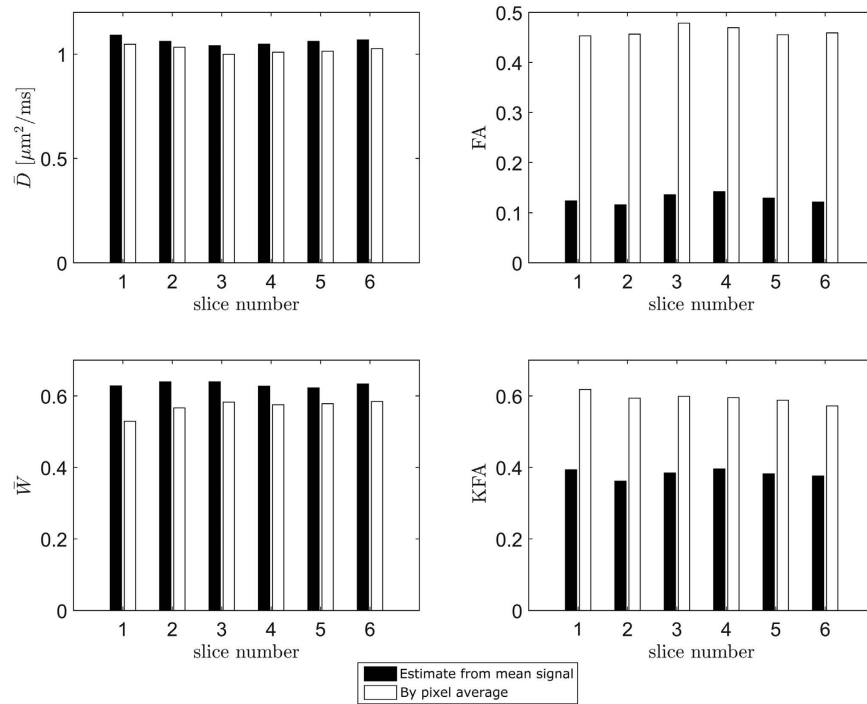 1
0.5
0
D̄ [μm²/ms]
1 2 3 4 5 6
slice number
0.5
0.4
0.3
0.2
0.1
0
FA
1 2 3 4 5 6
slice number
0.6
0.4
0.2
0
W̄
1 2 3 4 5 6
slice number
0.6
0.4
0.2
0
KFA
1 2 3 4 5 6
slice number
Estimate from mean signal
By pixel average